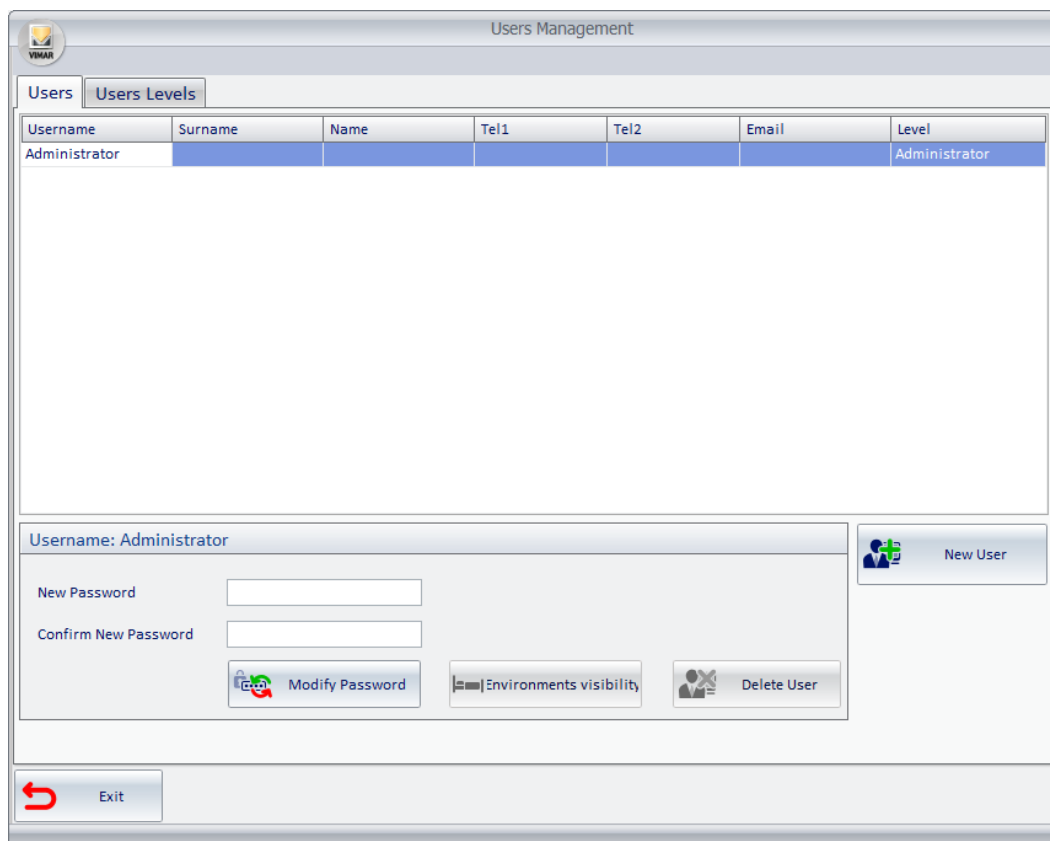 Users Management
VIMAR
Users Users Levels
Username Surname Name Tel1 Tel2 Email Level
Administrator Administrator
Username: Administrator
New User
New Password
Confirm New Password
Modify Password Environments visibility Delete User
Exit